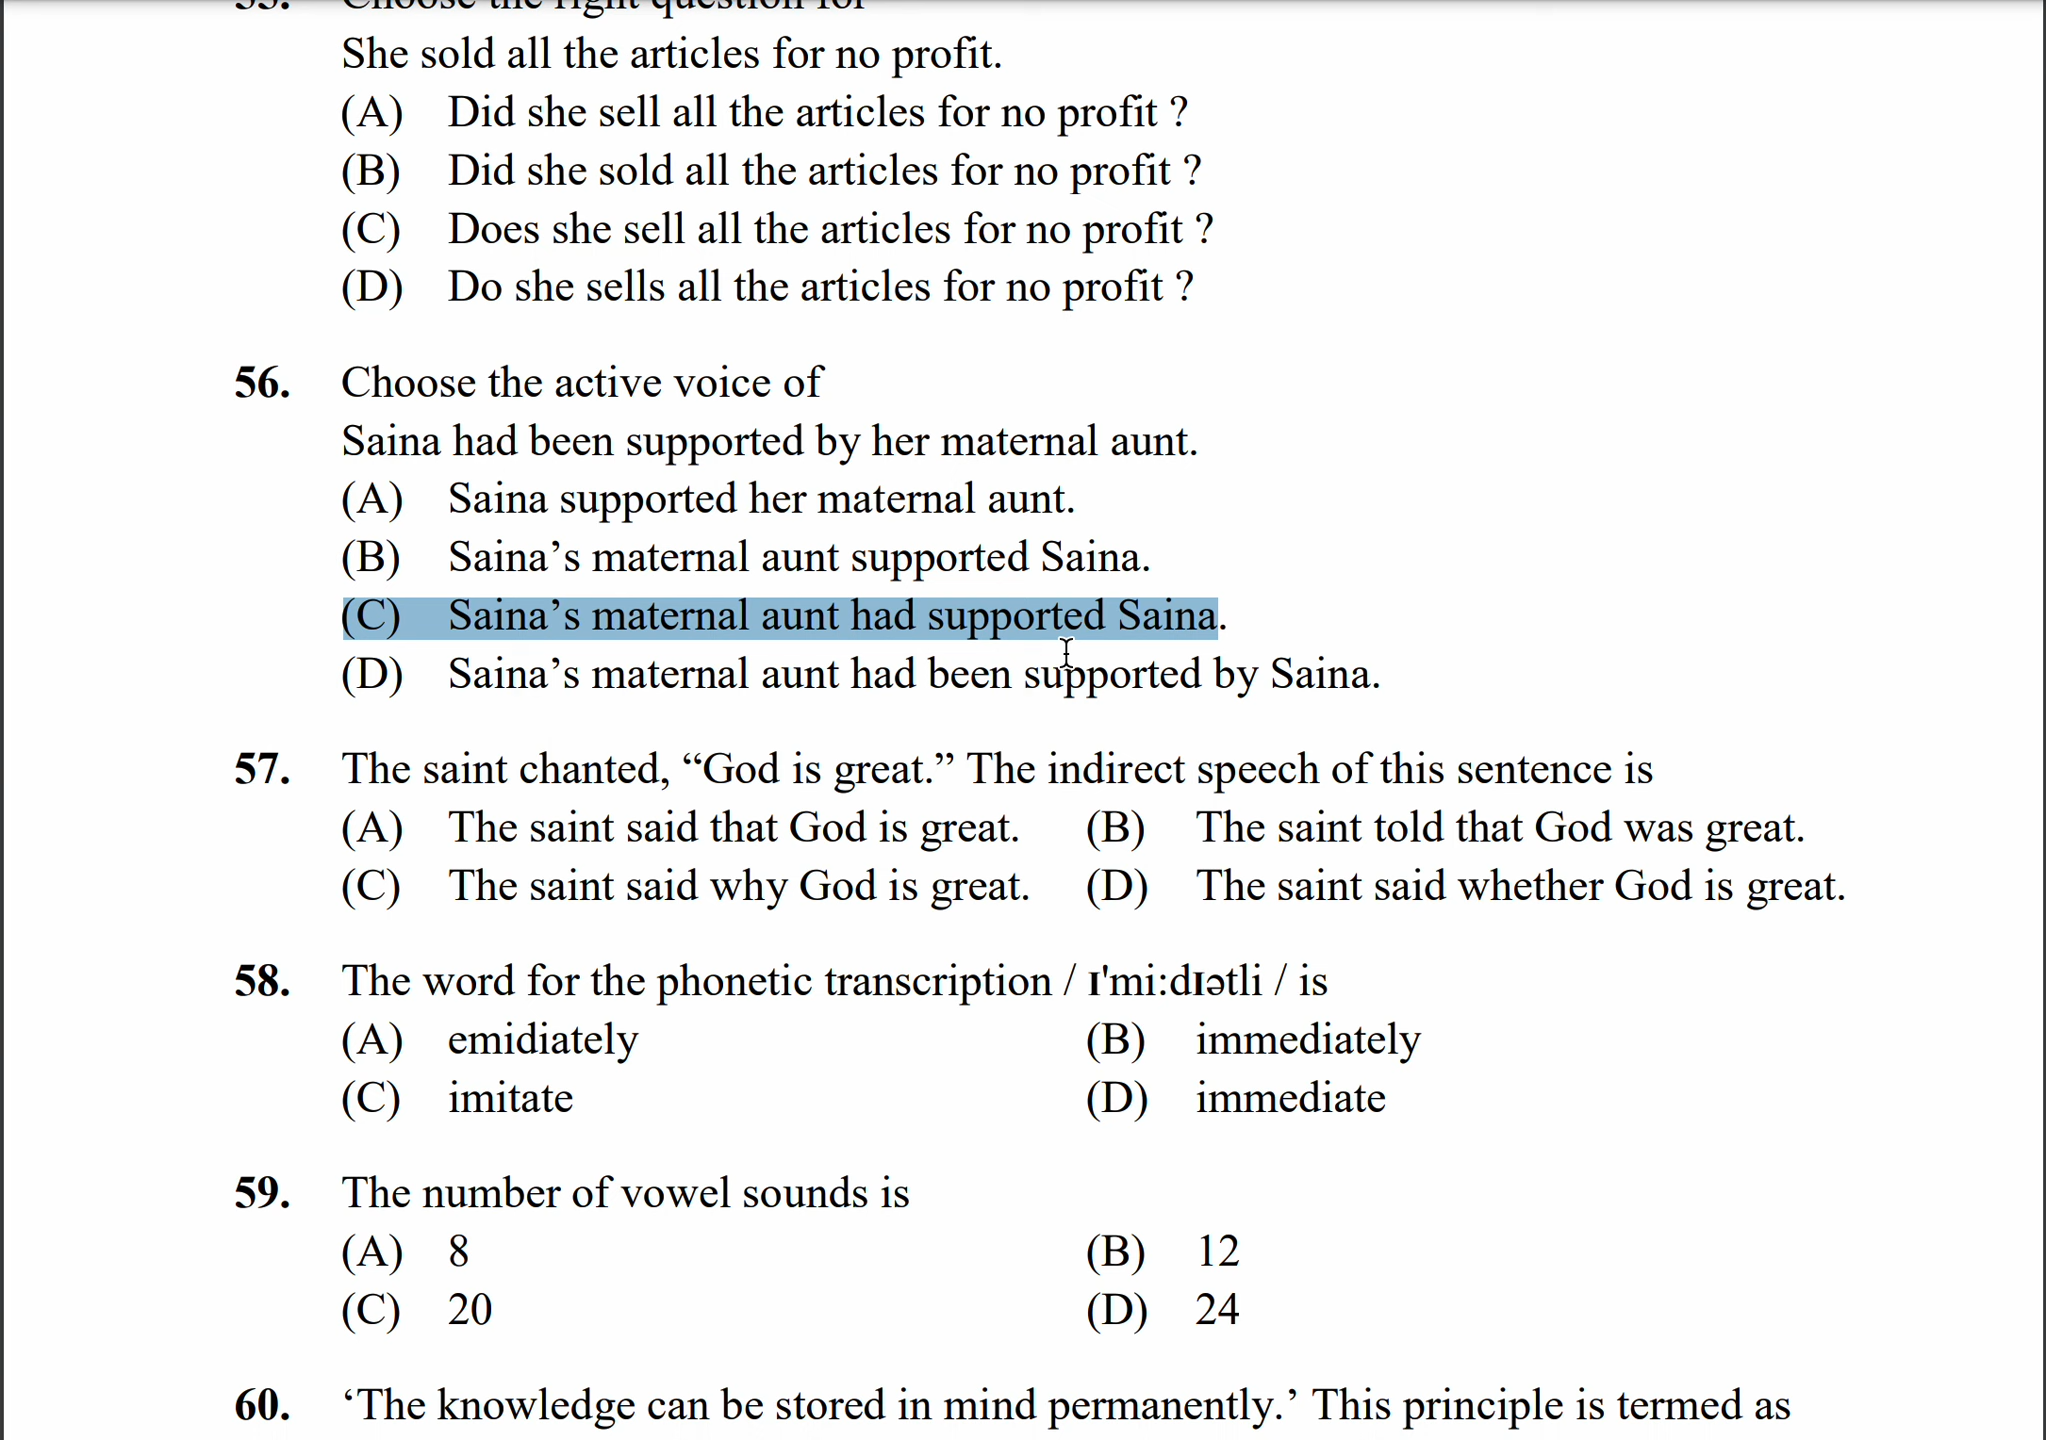 55. Choose the right question for
She sold all the articles for no profit.
(A) Did she sell all the articles for no profit ?
(B) Did she sold all the articles for no profit ?
(C) Does she sell all the articles for no profit ?
(D) Do she sells all the articles for no profit ?
56. Choose the active voice of
Saina had been supported by her maternal aunt.
(A) Saina supported her maternal aunt.
(B) Saina’s maternal aunt supported Saina.
(C) Saina’s maternal aunt had supported Saina.
(D) Saina’s maternal aunt had been supported by Saina.
57. The saint chanted, “God is great.” The indirect speech of this sentence is
(A) The saint said that God is great. (B) The saint told that God was great.
(C) The saint said why God is great. (D) The saint said whether God is great.
58. The word for the phonetic transcription / ɪ'mi:dɪətli / is
(A) emidiately (B) immediately
(C) imitate (D) immediate
59. The number of vowel sounds is
(A) 8 (B) 12
(C) 20 (D) 24
60. ‘The knowledge can be stored in mind permanently.’ This principle is termed as